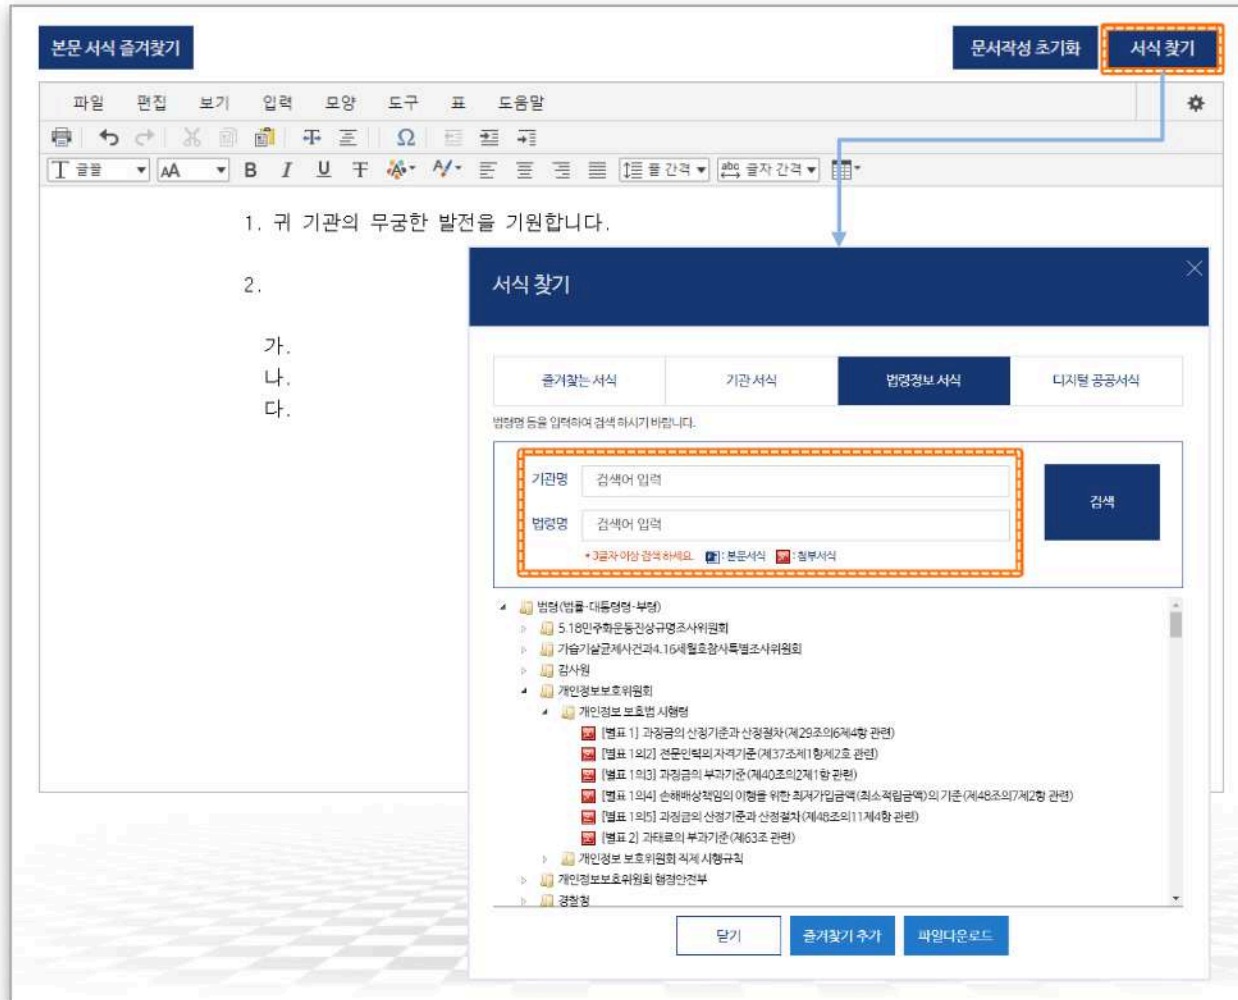 본문 서식 즐겨찾기
문서작성 초기화
서식 찾기
파일 편집 보기 입력 모양 도구 표 도움말
글꼴 AA 줄 간격 글자 간격
1. 귀 기관의 무궁한 발전을 기원합니다.
2.
가.
나.
다.
서식 찾기
즐겨찾는 서식 기관 서식 법령정보 서식 디지털 공공서식
법령명 등을 입력하여 검색 하시기 바랍니다.
기관명 검색어 입력
검색
법령명 검색어 입력
* 3글자 이상 검색 하세요. : 본문서식 : 첨부서식
법령(법률·대통령령·부령)
5.18민주화운동진상규명조사위원회
가습기살균제사건과4.16세월호참사특별조사위원회
감사원
개인정보보호위원회
개인정보 보호법 시행령
[별표 1] 과징금의 산정기준과 산정절차(제29조의6제4항 관련)
[별표 1의2] 전문인력의 자격기준(제37조제1항제2호 관련)
[별표 1의3] 과징금의 부과기준(제40조의2제1항 관련)
[별표 1의4] 손해배상책임의 이행을 위한 최저가입금액(최소적립금액)의 기준(제48조의7제2항 관련)
[별표 1의5] 과징금의 산정기준과 산정절차(제48조의11제4항 관련)
[별표 2] 과태료의 부과기준(제63조 관련)
개인정보 보호위원회 직제 시행규칙
개인정보보호위원회 행정안전부
경찰청
닫기 즐겨찾기 추가 파일다운로드